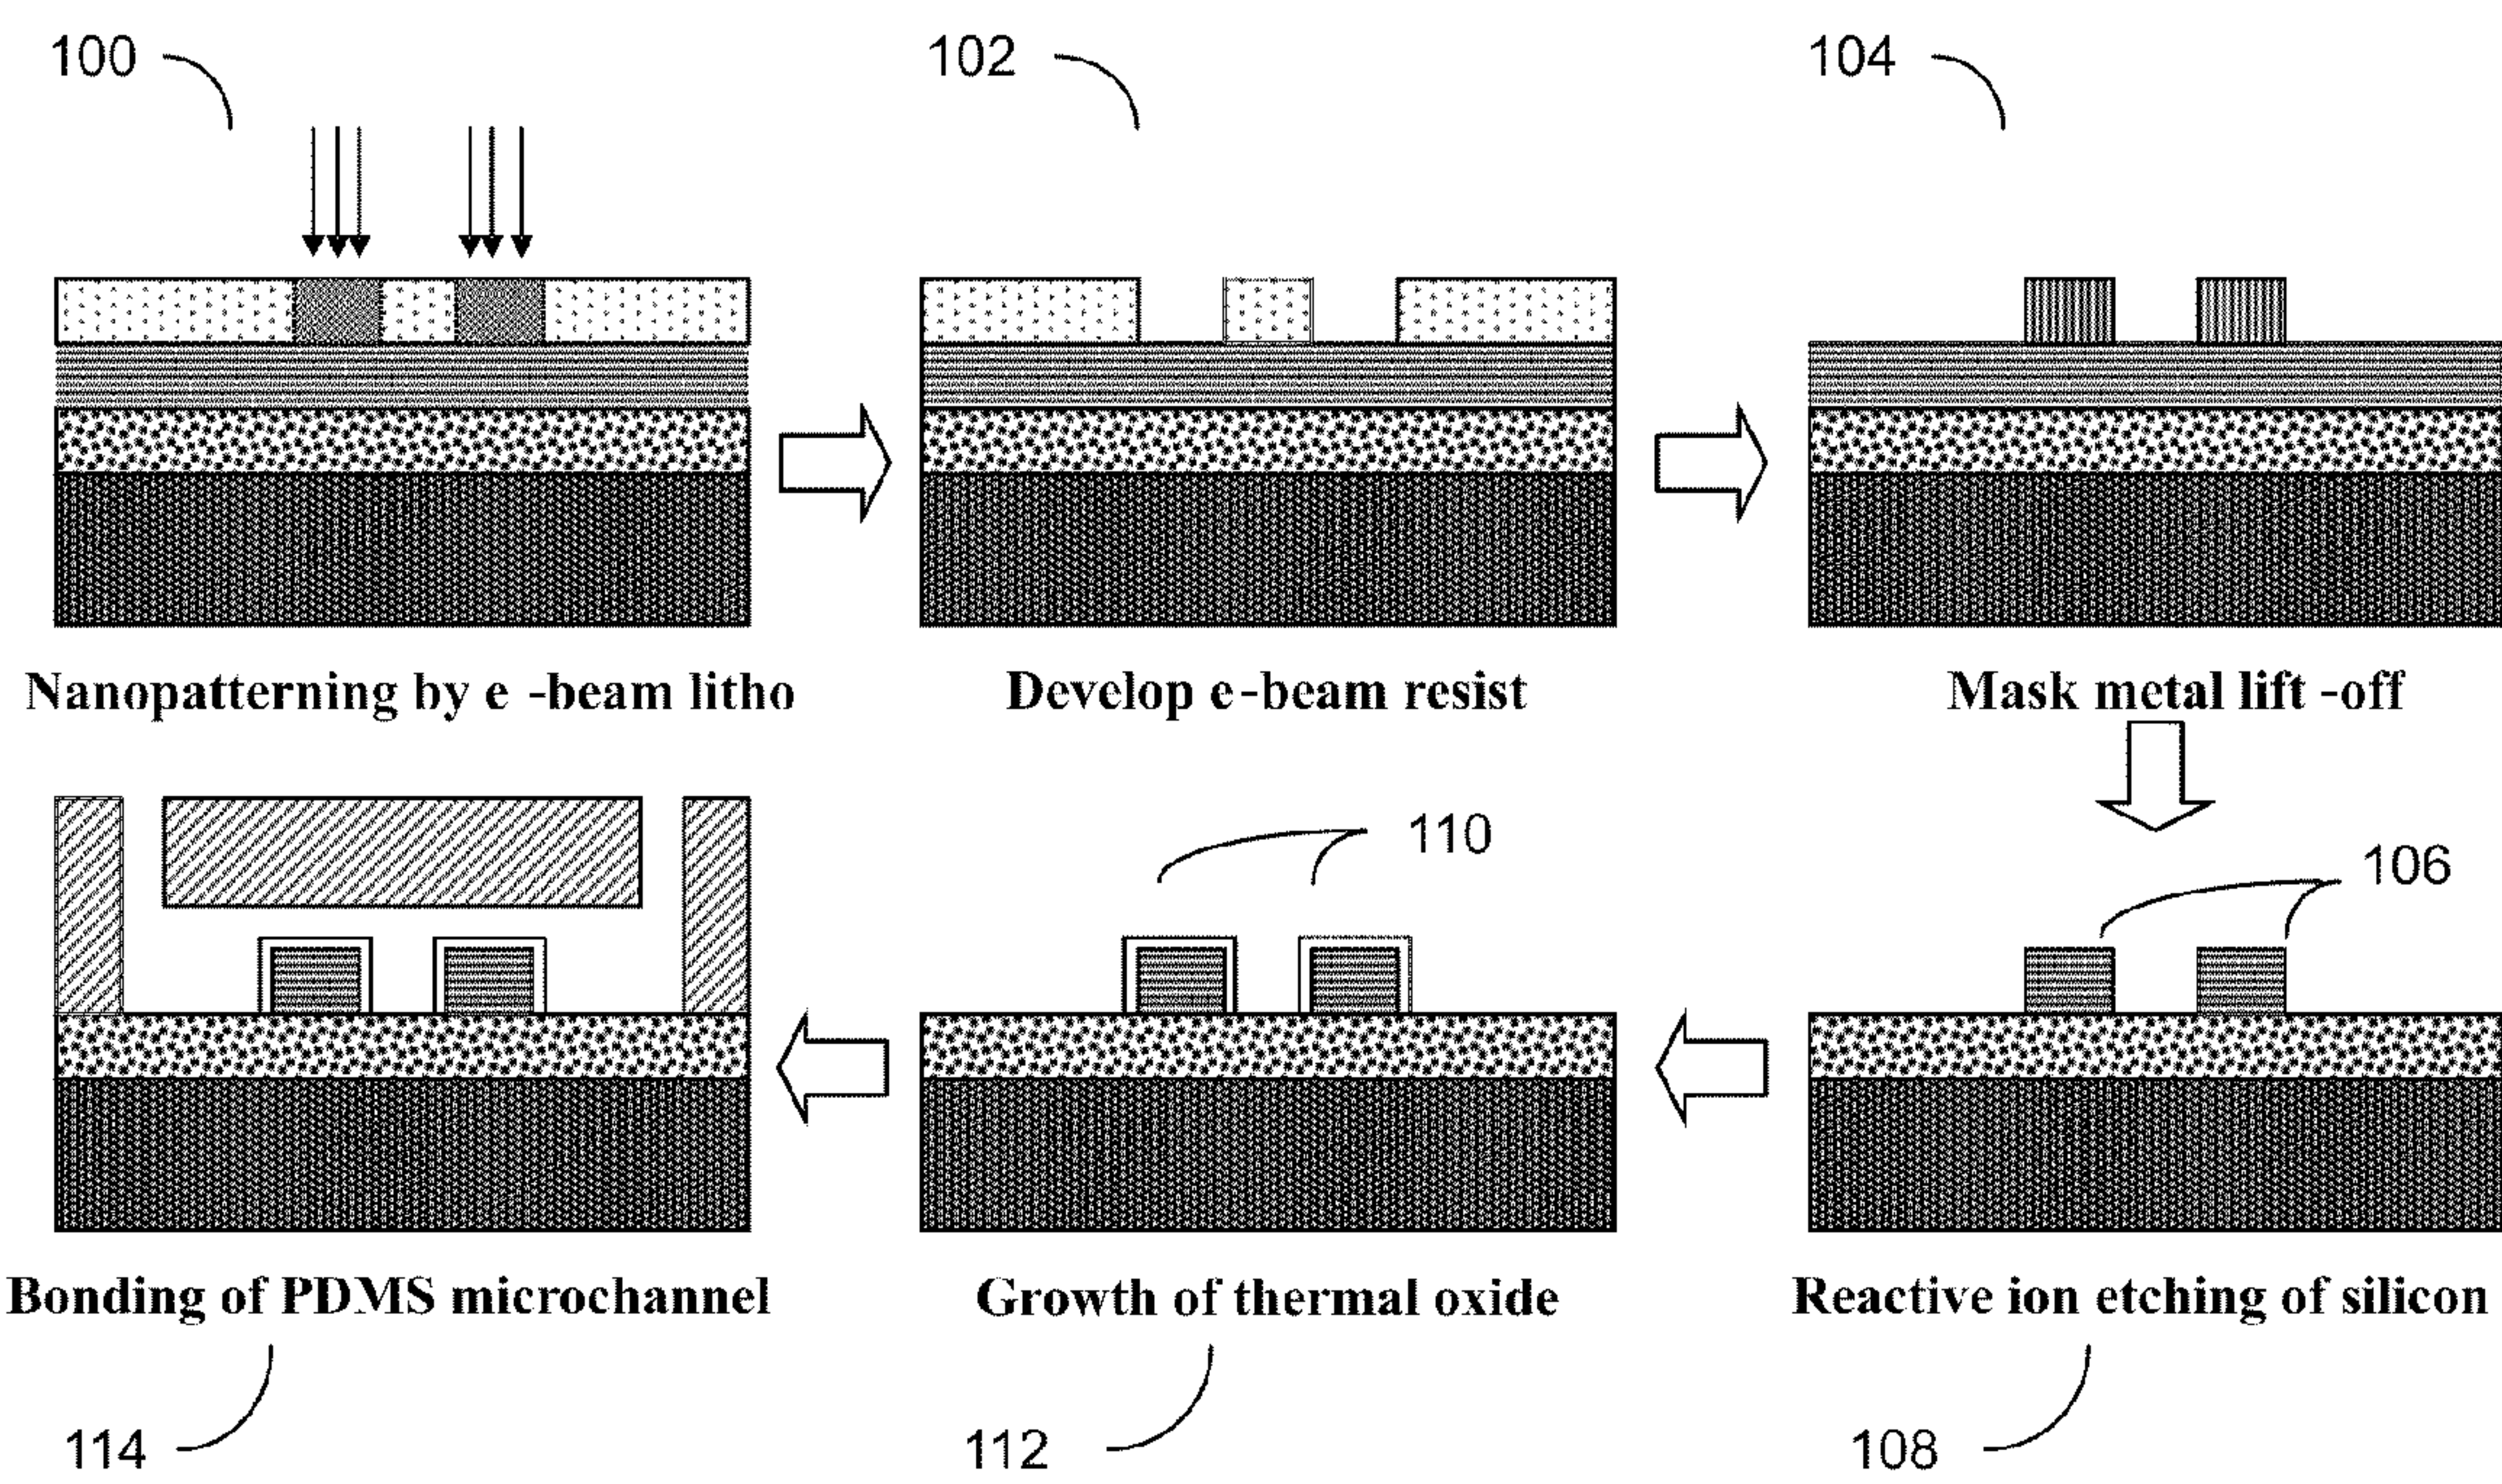 100
102
104
Nanopatterning by e -beam litho
Develop e-beam resist
Mask metal lift -off
110
106
Bonding of PDMS microchannel
Growth of thermal oxide
Reactive ion etching of silicon
114
112
108